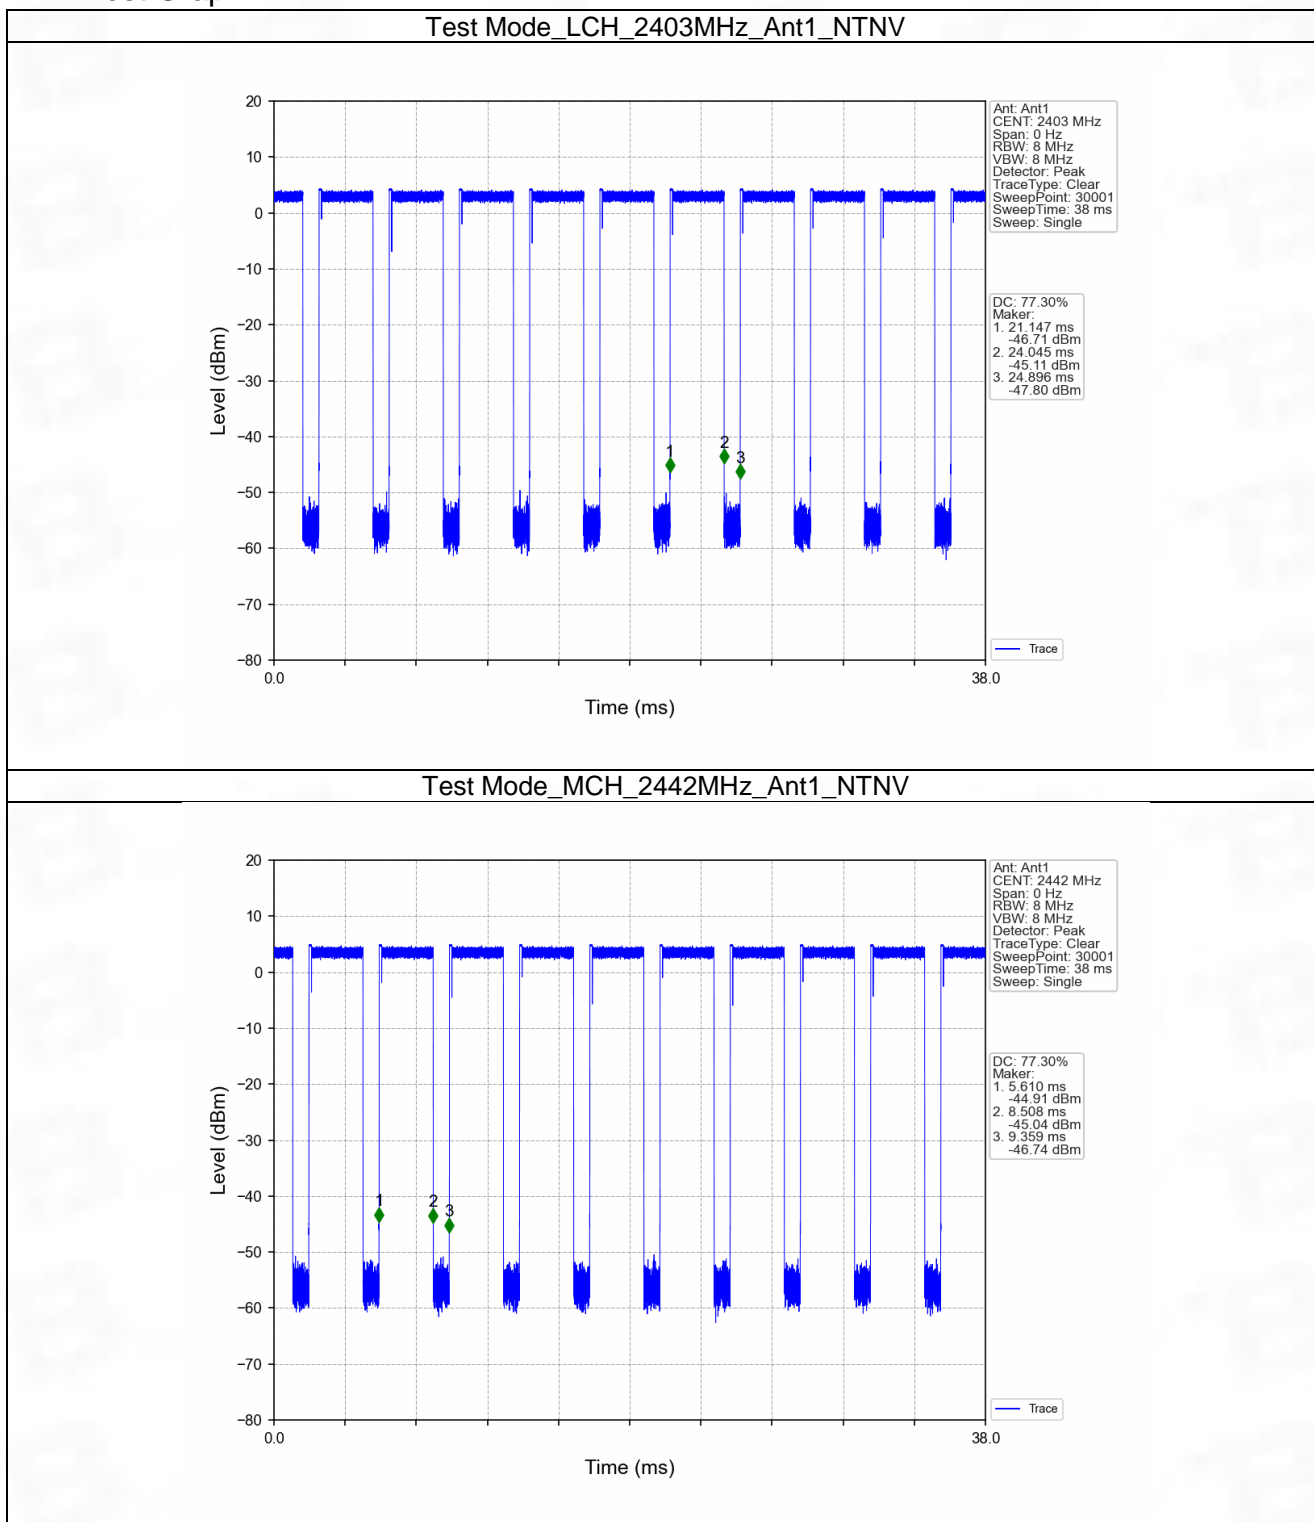 Test Mode_LCH_2403MHz_Ant1_NTNV
20
10
0
−10
−20
−30
−40
−50
−60
−70
−80
Level (dBm)
0.0
38.0
Time (ms)
1
2
3
Ant: Ant1
CENT: 2403 MHz
Span: 0 Hz
RBW: 8 MHz
VBW: 8 MHz
Detector: Peak
TraceType: Clear
SweepPoint: 30001
SweepTime: 38 ms
Sweep: Single
DC: 77.30%
Maker:
1. 21.147 ms
-46.71 dBm
2. 24.045 ms
-45.11 dBm
3. 24.896 ms
-47.80 dBm
Trace
Test Mode_MCH_2442MHz_Ant1_NTNV
20
10
0
−10
−20
−30
−40
−50
−60
−70
−80
Level (dBm)
0.0
38.0
Time (ms)
1
2
3
Ant: Ant1
CENT: 2442 MHz
Span: 0 Hz
RBW: 8 MHz
VBW: 8 MHz
Detector: Peak
TraceType: Clear
SweepPoint: 30001
SweepTime: 38 ms
Sweep: Single
DC: 77.30%
Maker:
1. 5.610 ms
-44.91 dBm
2. 8.508 ms
-45.04 dBm
3. 9.359 ms
-46.74 dBm
Trace